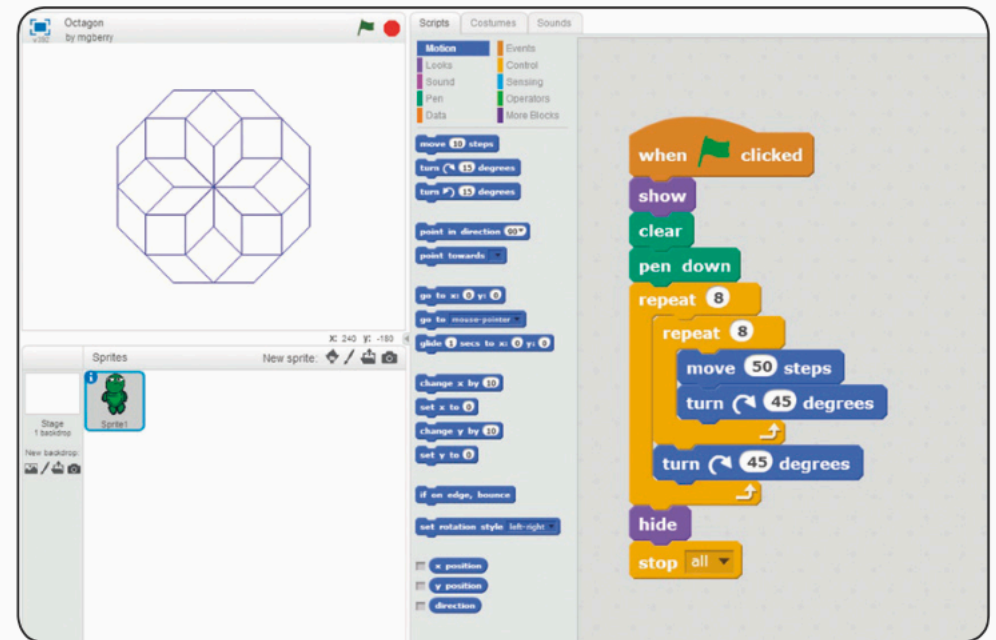 Octagon
by mgberry
Scripts Costumes Sounds
Motion Events
Looks Control
Sound Sensing
Pen Operators
Data More Blocks
move 10 steps
turn 15 degrees
turn 15 degrees
point in direction 90
point towards
go to x: 0 y: 0
go to mouse-pointer
glide 1 secs to x: 0 y: 0
change x by 10
set x to 0
change y by 10
set y to 0
if on edge, bounce
set rotation style left-right
x position
y position
direction
when clicked
show
clear
pen down
repeat 8
repeat 8
move 50 steps
turn 45 degrees
turn 45 degrees
hide
stop all
X: 240 y: -180
Sprites New sprite:
Sprite1
Stage
1 backdrop
New backdrop: